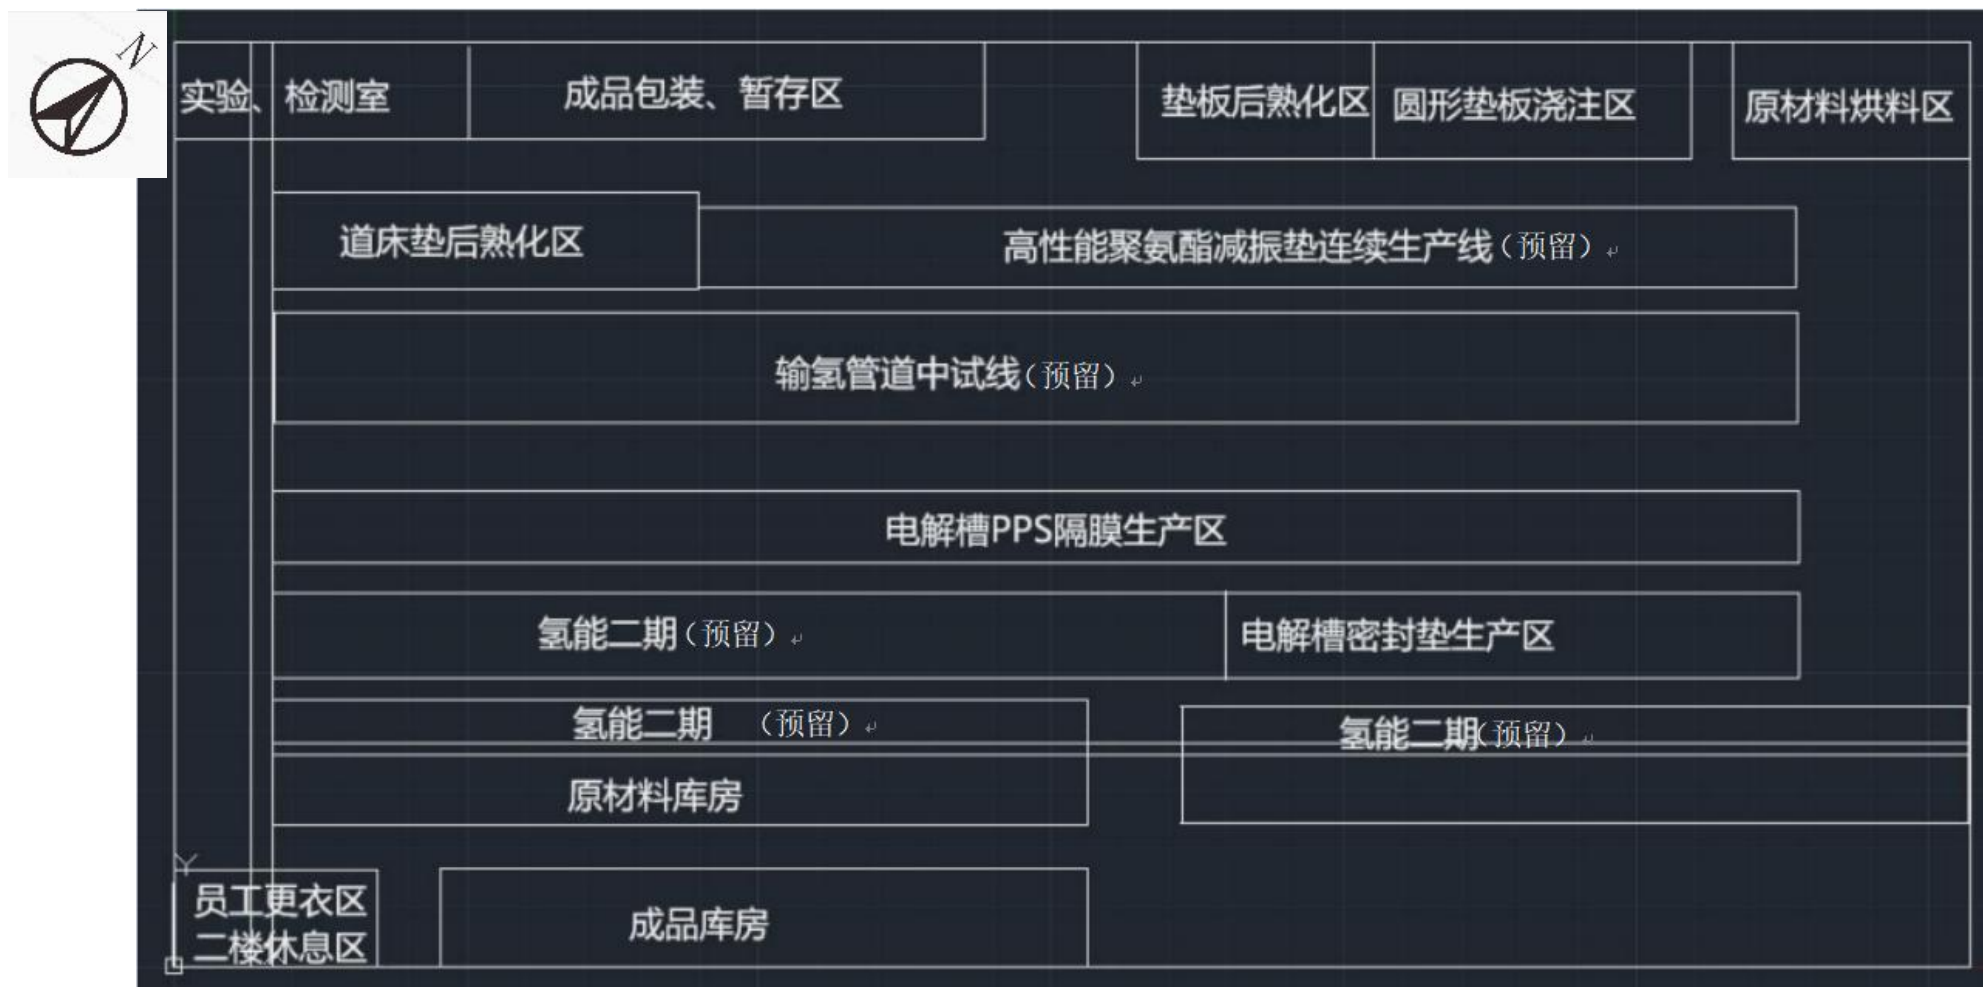 N
实验、检测室
成品包装、暂存区
垫板后熟化区
圆形垫板浇注区
原材料烘料区
道床垫后熟化区
高性能聚氨酯减振垫连续生产线（预留）
输氢管道中试线（预留）
电解槽PPS隔膜生产区
氢能二期（预留）
电解槽密封垫生产区
氢能二期 （预留）
氢能二期（预留）
原材料库房
Y
员工更衣区
二楼休息区
成品库房